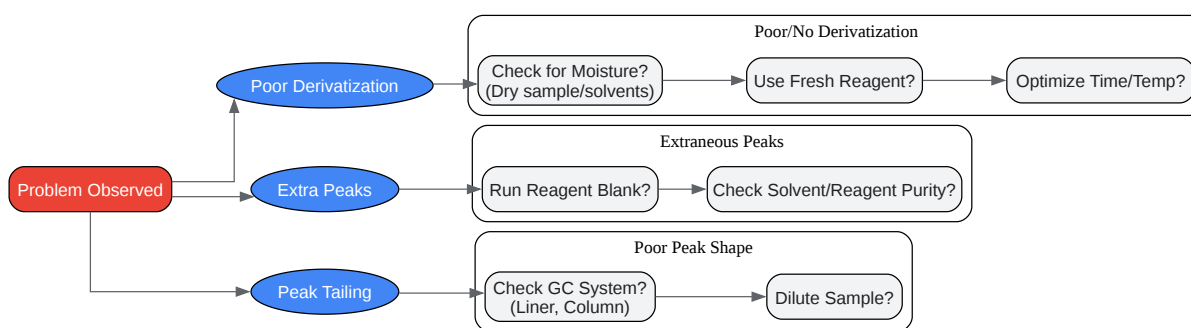 Poor/No Derivatization
Poor Derivatization
Check for Moisture?
(Dry sample/solvents)
Use Fresh Reagent?
Optimize Time/Temp?
Extraneous Peaks
Problem Observed
Extra Peaks
Run Reagent Blank?
Check Solvent/Reagent Purity?
Poor Peak Shape
Peak Tailing
Check GC System?
(Liner, Column)
Dilute Sample?